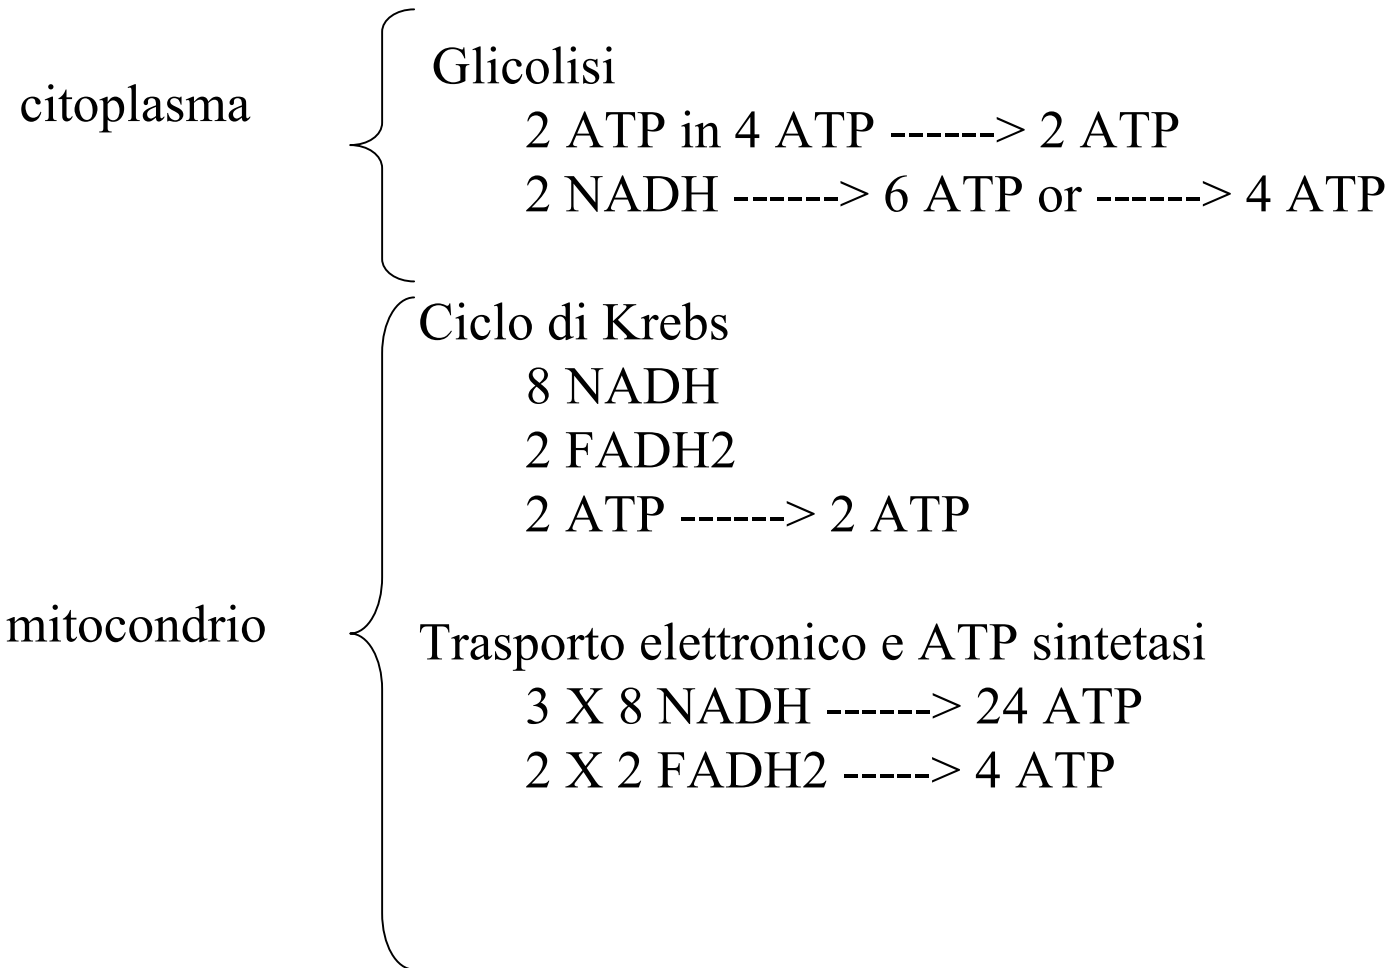 citoplasma
Glicolisi
2 ATP in 4 ATP ------> 2 ATP
2 NADH ------> 6 ATP or ------> 4 ATP
Ciclo di Krebs
8 NADH
2 FADH2
2 ATP ------> 2 ATP
mitocondrio
Trasporto elettronico e ATP sintetasi
3 X 8 NADH ------> 24 ATP
2 X 2 FADH2 -----> 4 ATP